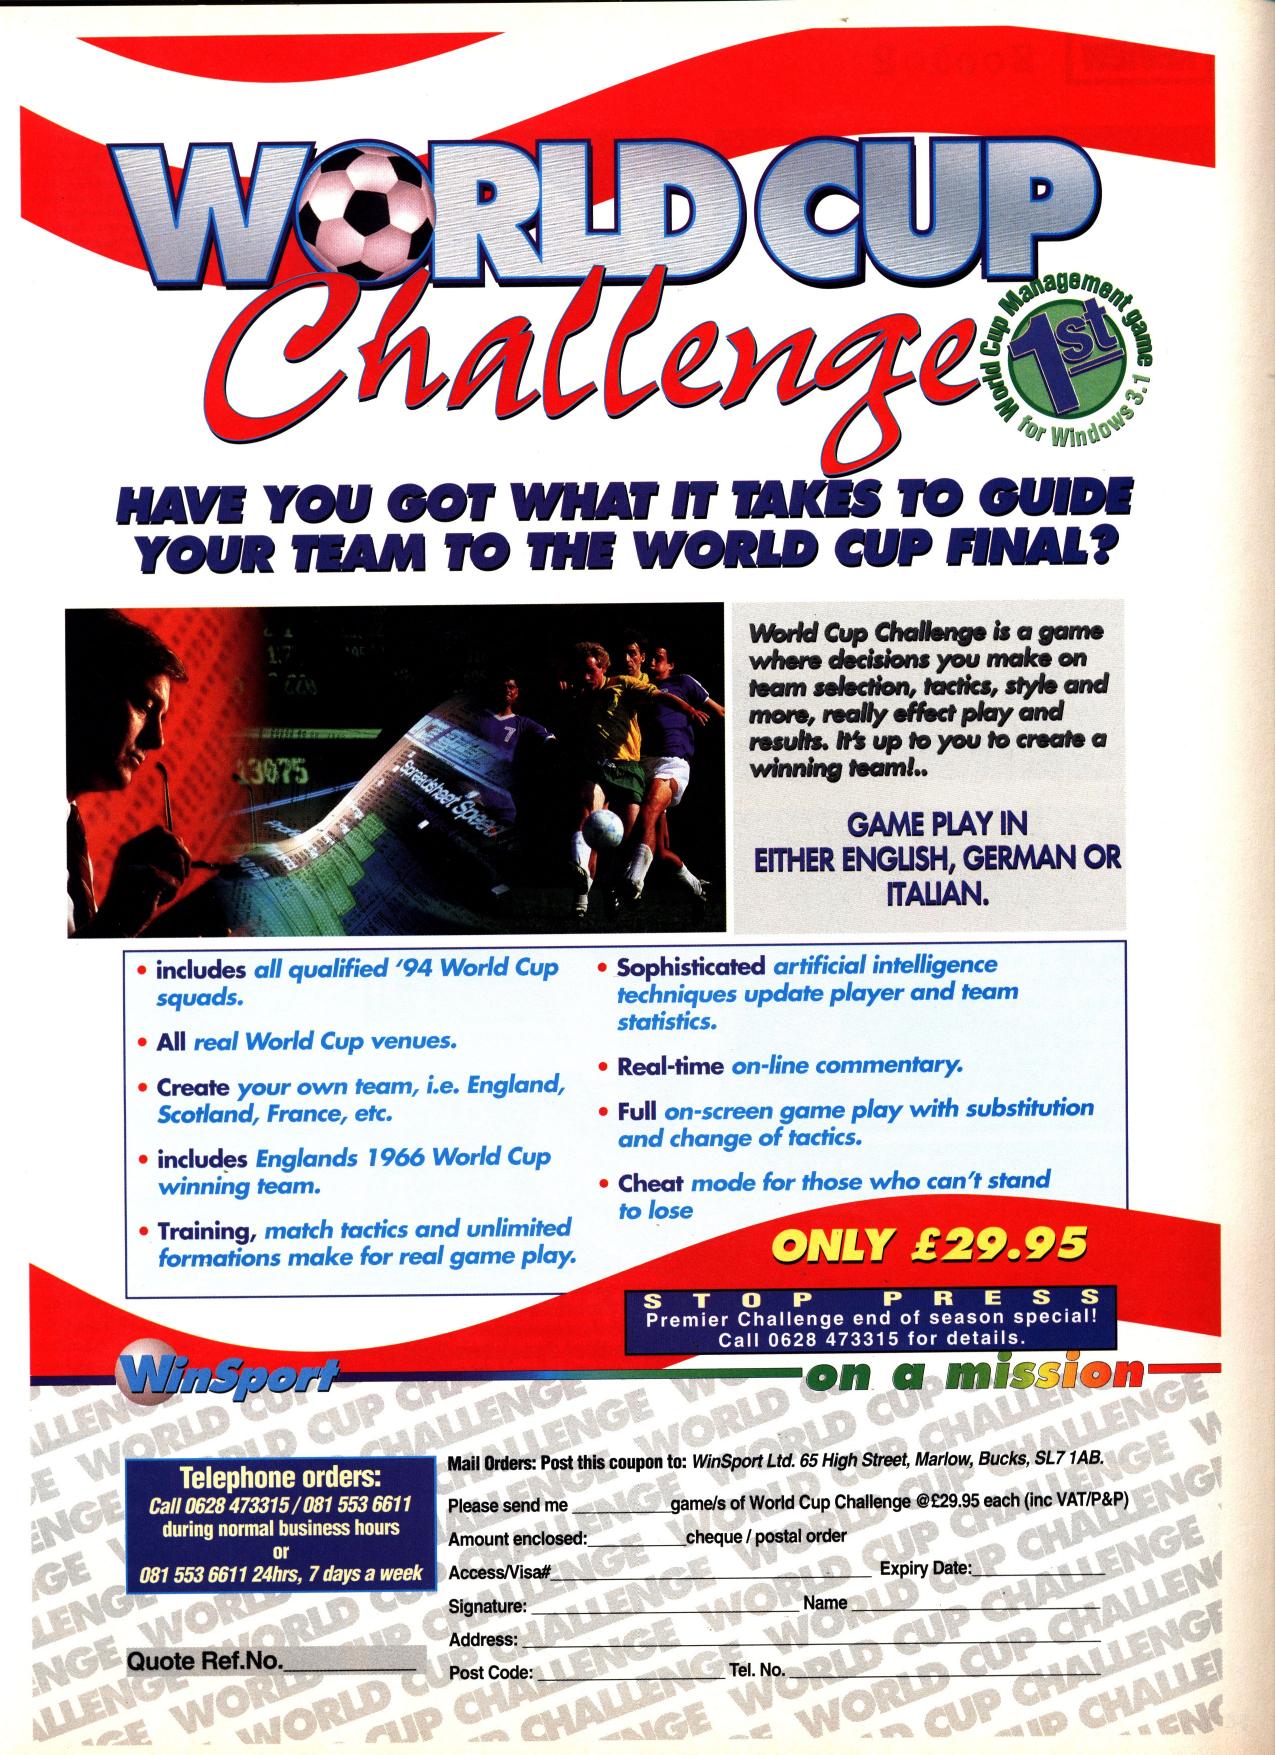 WORLD CUP
Challenge
World Cup Management game
1st
for Windows 3.1
HAVE YOU GOT WHAT IT TAKES TO GUIDE
YOUR TEAM TO THE WORLD CUP FINAL?
World Cup Challenge is a game
where decisions you make on
team selection, tactics, style and
more, really effect play and
results. It's up to you to create a
winning team!..
GAME PLAY IN
EITHER ENGLISH, GERMAN OR
ITALIAN.
13075
Spreadsheet Speed
7
• includes all qualified '94 World Cup
squads.
• All real World Cup venues.
• Create your own team, i.e. England,
Scotland, France, etc.
• includes Englands 1966 World Cup
winning team.
• Training, match tactics and unlimited
formations make for real game play.
• Sophisticated artificial intelligence
techniques update player and team
statistics.
• Real-time on-line commentary.
• Full on-screen game play with substitution
and change of tactics.
• Cheat mode for those who can't stand
to lose
ONLY £29.95
STOP PRESS
Premier Challenge end of season special!
Call 0628 473315 for details.
WinSport
on a mission
Telephone orders:
Call 0628 473315 / 081 553 6611
during normal business hours
or
081 553 6611 24hrs, 7 days a week
Quote Ref.No.
Mail Orders: Post this coupon to: WinSport Ltd. 65 High Street, Marlow, Bucks, SL7 1AB.
Please send me game/s of World Cup Challenge @£29.95 each (inc VAT/P&P)
Amount enclosed: cheque / postal order
Access/Visa# Expiry Date:
Signature: Name
Address:
Post Code: Tel. No.